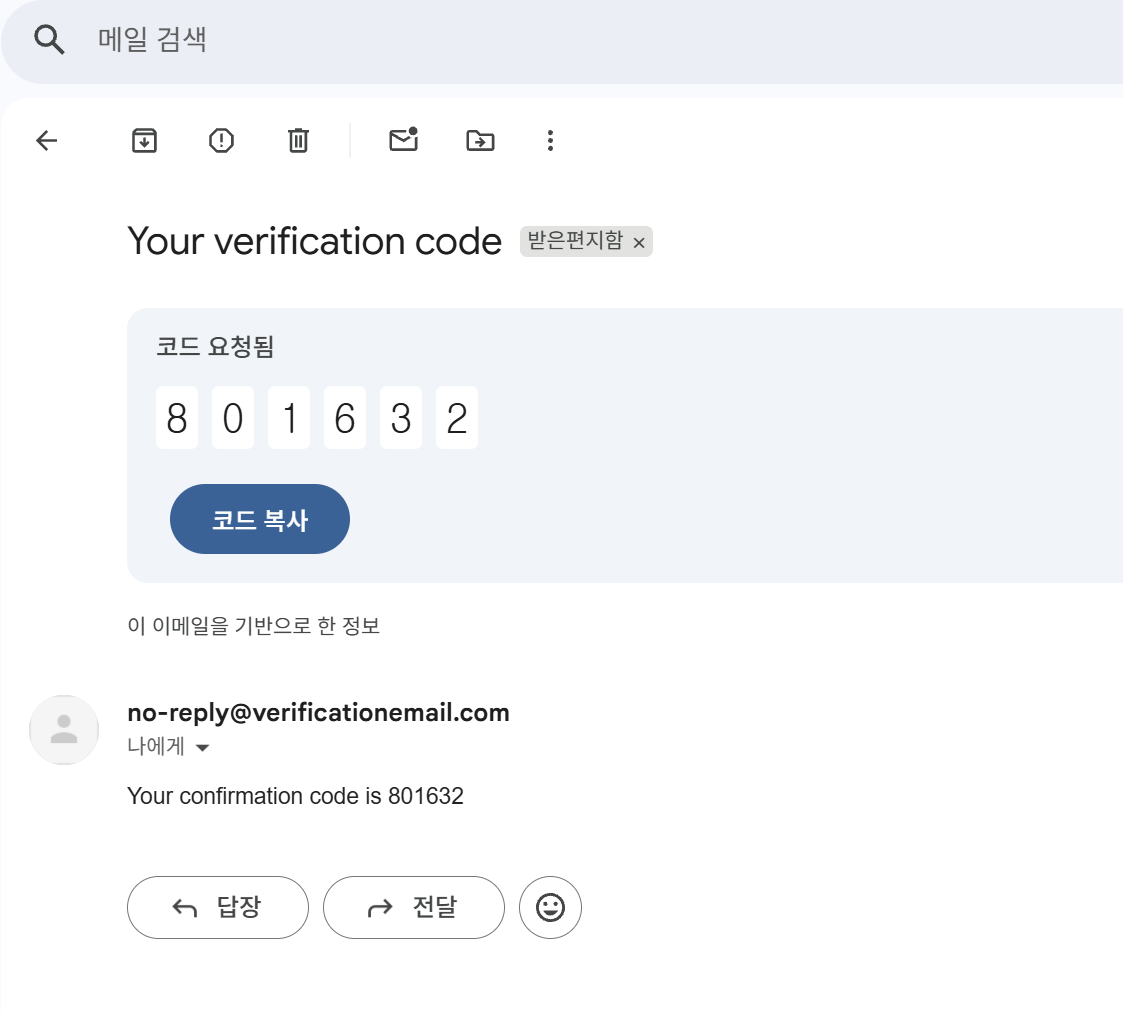 메일 검색
Your verification code 받은편지함 ×
코드 요청됨
8 0 1 6 3 2
코드 복사
이 이메일을 기반으로 한 정보
no-reply@verificationemail.com
나에게
Your confirmation code is 801632
답장 전달